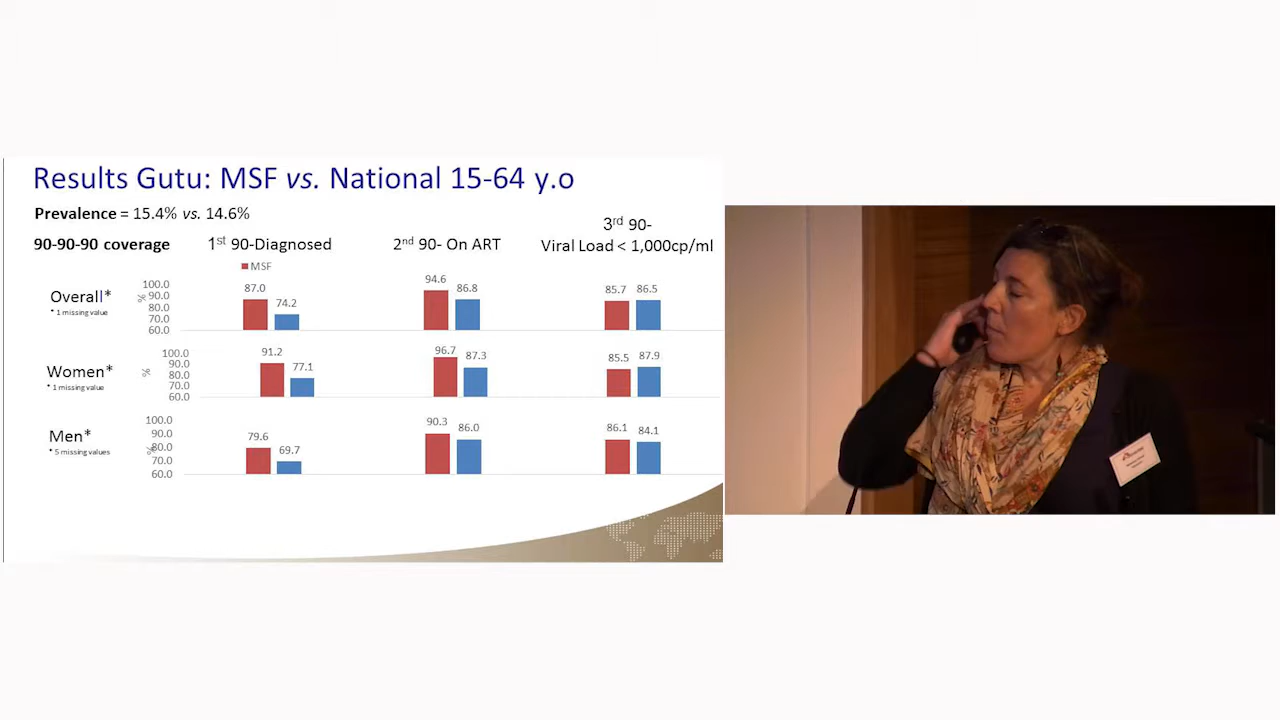 Results Gutu: MSF vs. National 15-64 y.o
Prevalence = 15.4% vs. 14.6%
90-90-90 coverage
1st 90-Diagnosed
2nd 90- On ART
3rd 90-
Viral Load < 1,000cp/ml
MSF
Overall*
* 1 missing value
%
100.0
90.0
80.0
70.0
60.0
87.0
74.2
94.6
86.8
85.7
86.5
Women*
* 1 missing value
%
100.0
90.0
80.0
70.0
60.0
91.2
77.1
96.7
87.3
85.5
87.9
Men*
* 5 missing values
%
100.0
90.0
80.0
70.0
60.0
79.6
69.7
90.3
86.0
86.1
84.1